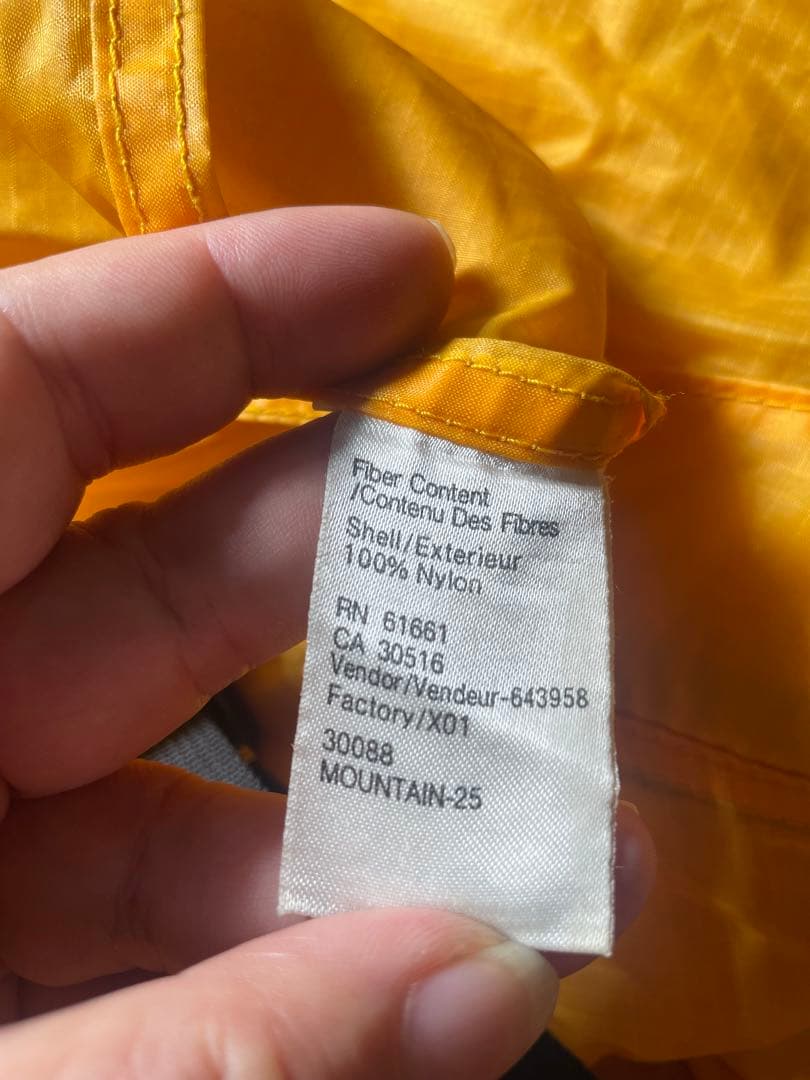 Fiber Content
/Contenu Des Fibres
Shell/Exterieur
100% Nylon
RN 61661
CA 30516
Vendor/Vendeur-643958
Factory/X01
30088
MOUNTAIN-25